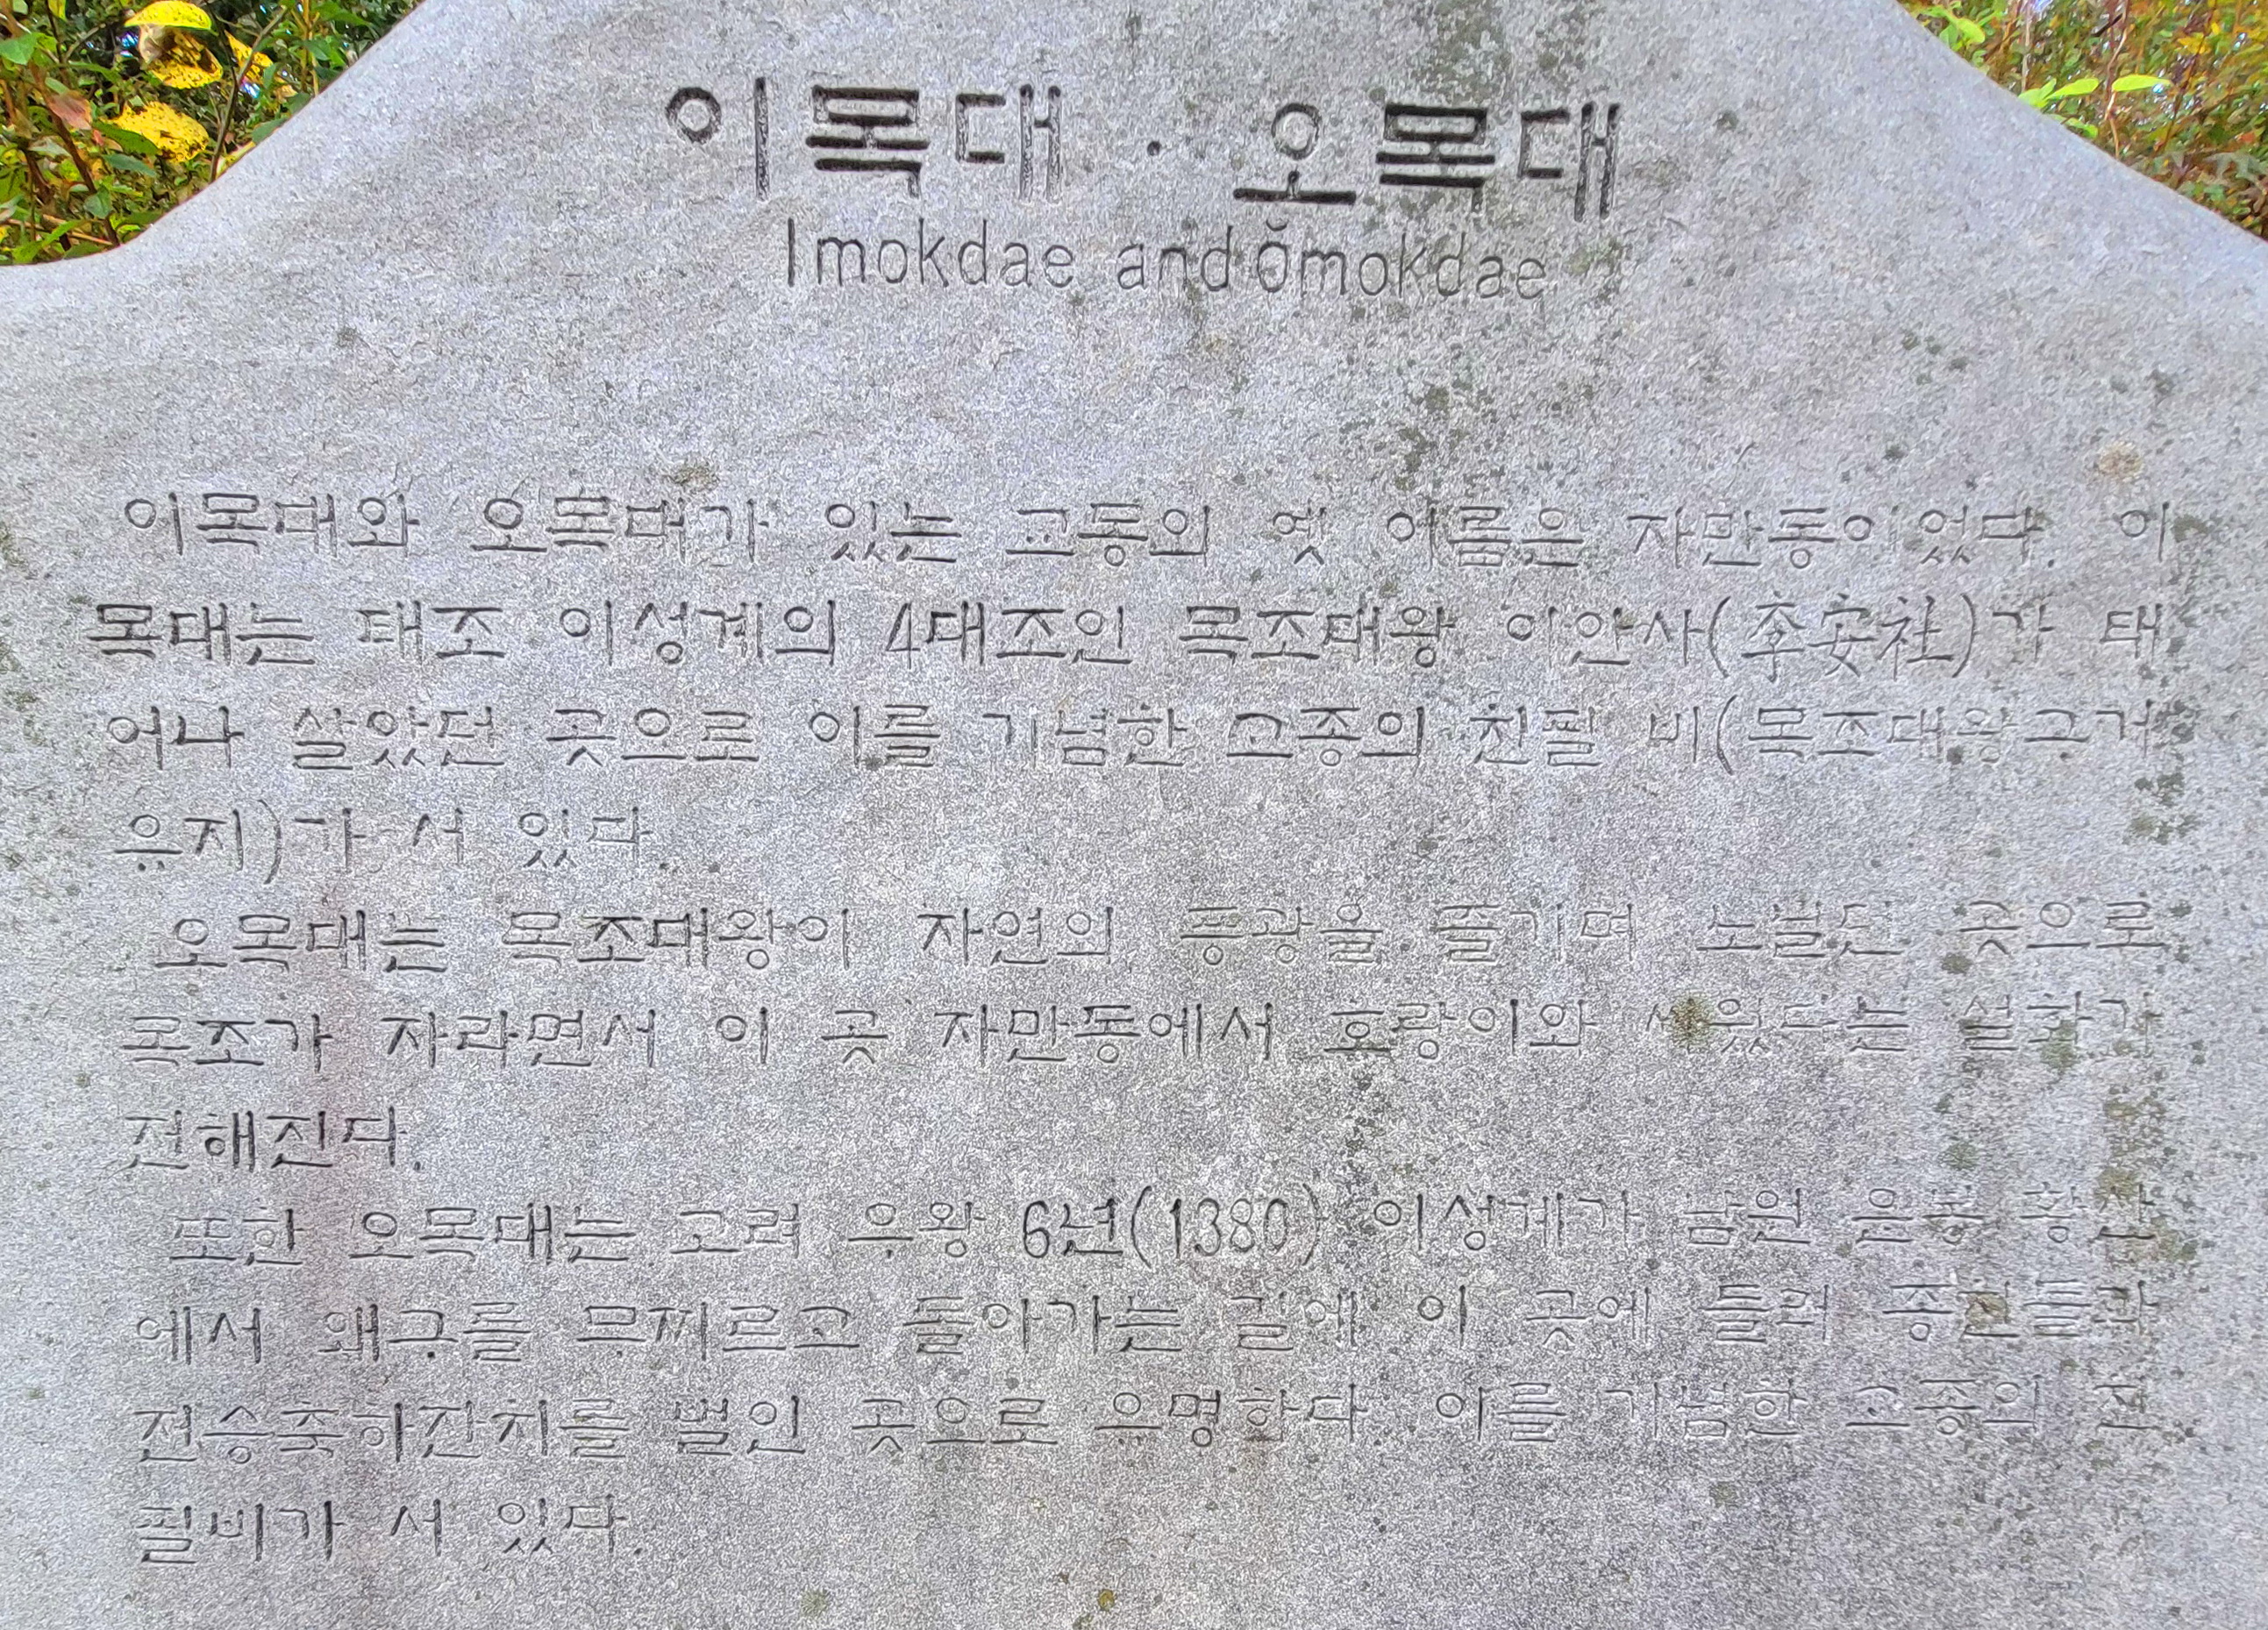 이목대 · 오목대
Imokdae and Ŏmokdae
이목대와 오목대가 있는 교동의 옛 이름은 자만동이었다. 이
목대는 태조 이성계의 4대조인 목조대왕 이안사(李安社)가 태
어나 살았던 곳으로 이를 기념한 고종의 친필 비(목조대왕구거
유지)가 서 있다.
오목대는 목조대왕이 자연의 풍광을 즐기며 노닐던 곳으로
목조가 자라면서 이 곳 자만동에서 호랑이와 싸웠다는 설화가
전해진다.
또한 오목대는 고려 우왕 6년(1380) 이성계가 남원 운봉 황산
에서 왜구를 무찌르고 돌아가는 길에 이 곳에 들러 종친들과
전승축하잔치를 벌인 곳으로 유명한다 이를 기념한 고종의 친
필비가 서 있다.